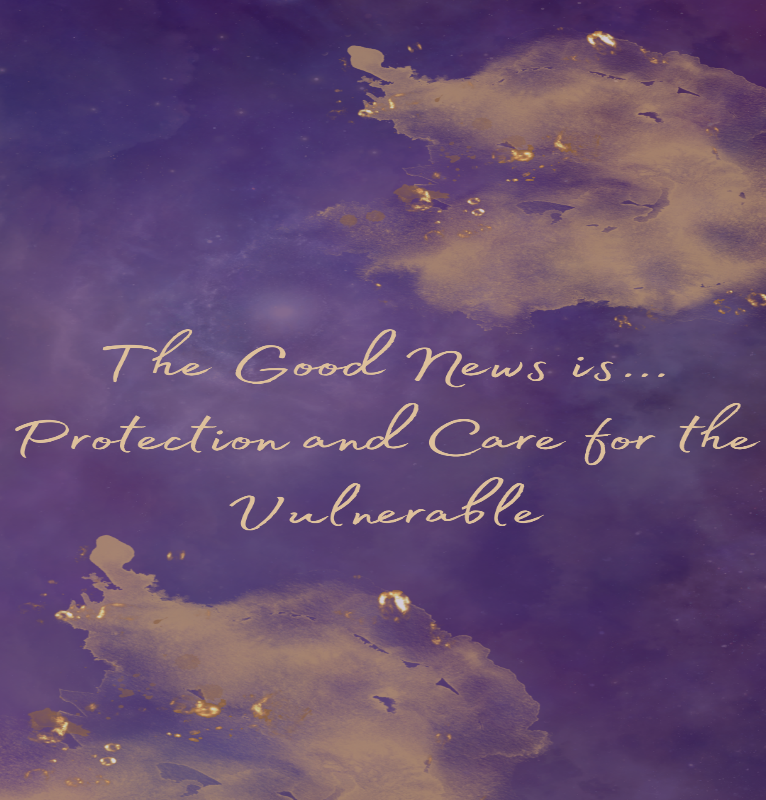 The Good News is...
Protection and Care for the
Vulnerable